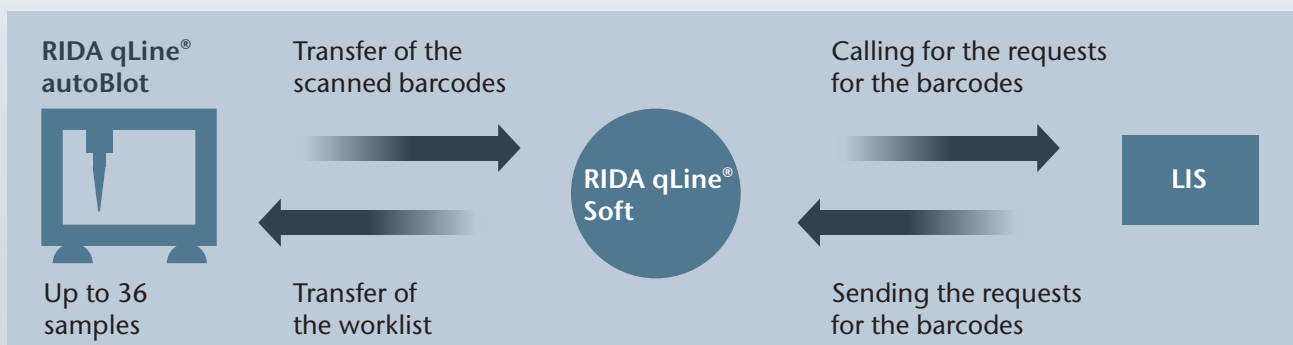 RIDA qLine®
autoBlot
Up to 36
samples
Transfer of the
scanned barcodes
Transfer of
the worklist
RIDA qLine®
Soft
Calling for the requests
for the barcodes
Sending the requests
for the barcodes
LIS